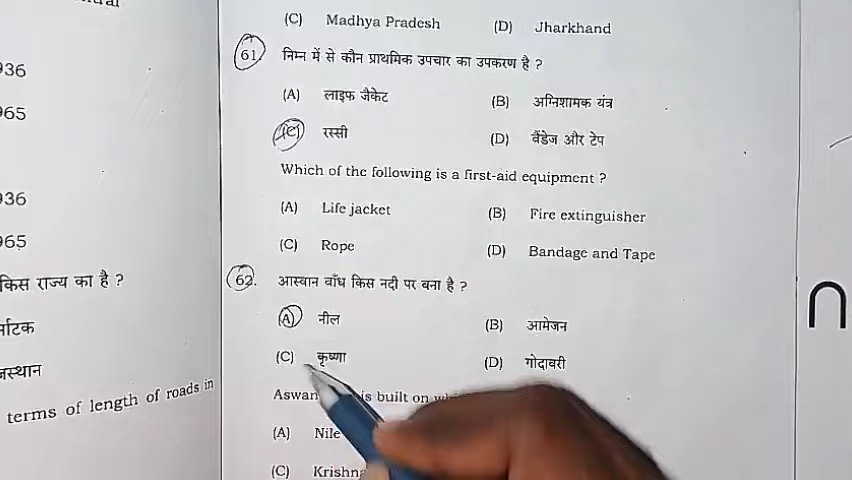 (C) Madhya Pradesh (D) Jharkhand
936
965
936
965
किस राज्य का है ?
terms of length of roads in
61. निम्न में से कौन प्राथमिक उपचार का उपकरण है ?
(A) लाइफ जैकेट (B) अग्निशामक यंत्र
(C) रस्सी (D) बैंडेज और टेप
Which of the following is a first-aid equipment ?
(A) Life jacket (B) Fire extinguisher
(C) Rope (D) Bandage and Tape
62. आस्वान बाँध किस नदी पर बना है ?
(A) नील (B) आमेजन
(C) कृष्णा (D) गोदावरी
Aswan is built on
(A) Nile
(C) Krishna